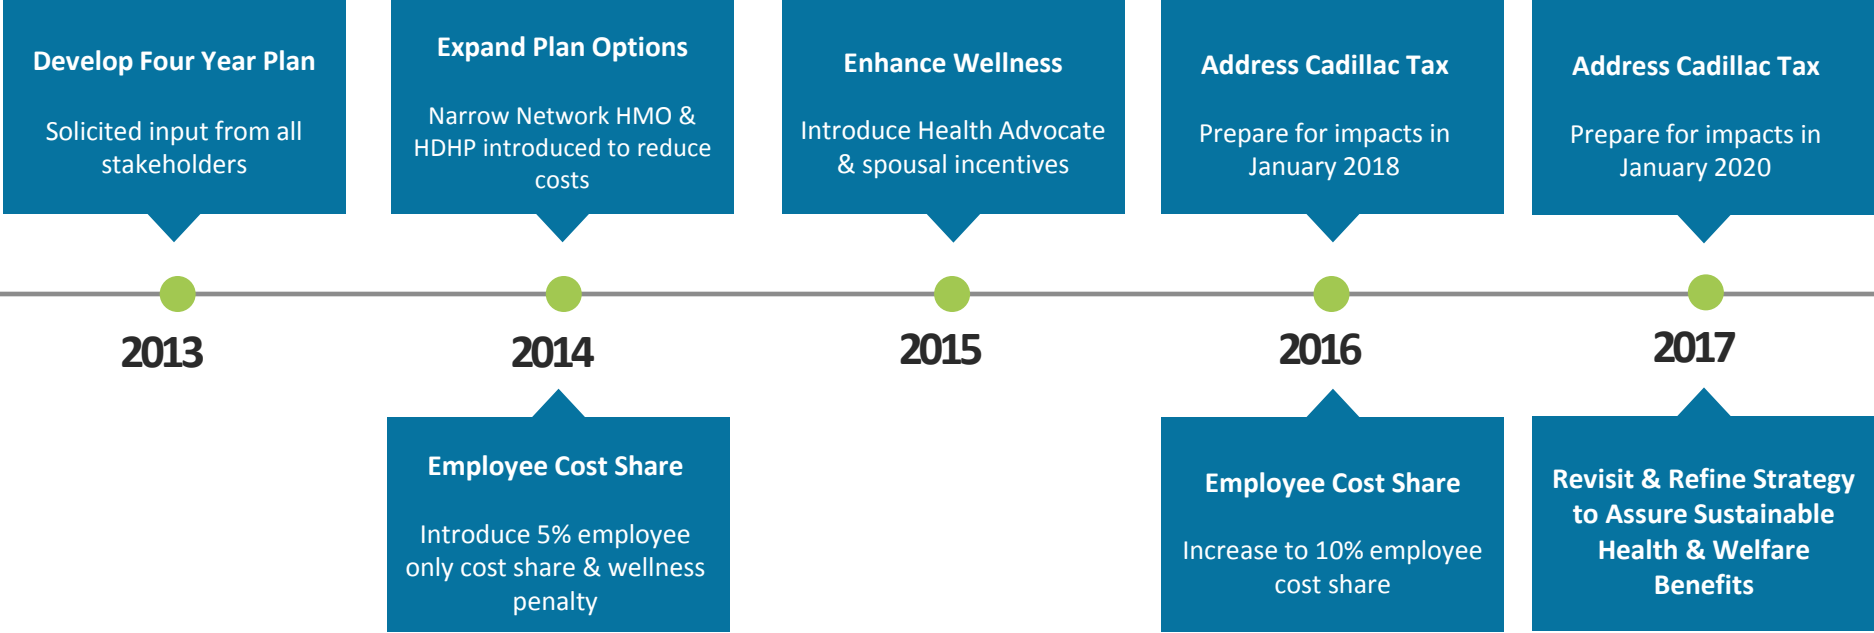 Develop Four Year Plan
Solicited input from all
stakeholders
Expand Plan Options
Narrow Network HMO &
HDHP introduced to reduce
costs
Enhance Wellness
Introduce Health Advocate
& spousal incentives
Address Cadillac Tax
Prepare for impacts in
January 2018
Address Cadillac Tax
Prepare for impacts in
January 2020
2013
2014
2015
2016
2017
Employee Cost Share
Introduce 5% employee
only cost share & wellness
penalty
Employee Cost Share
Increase to 10% employee
cost share
Revisit & Refine Strategy
to Assure Sustainable
Health & Welfare
Benefits